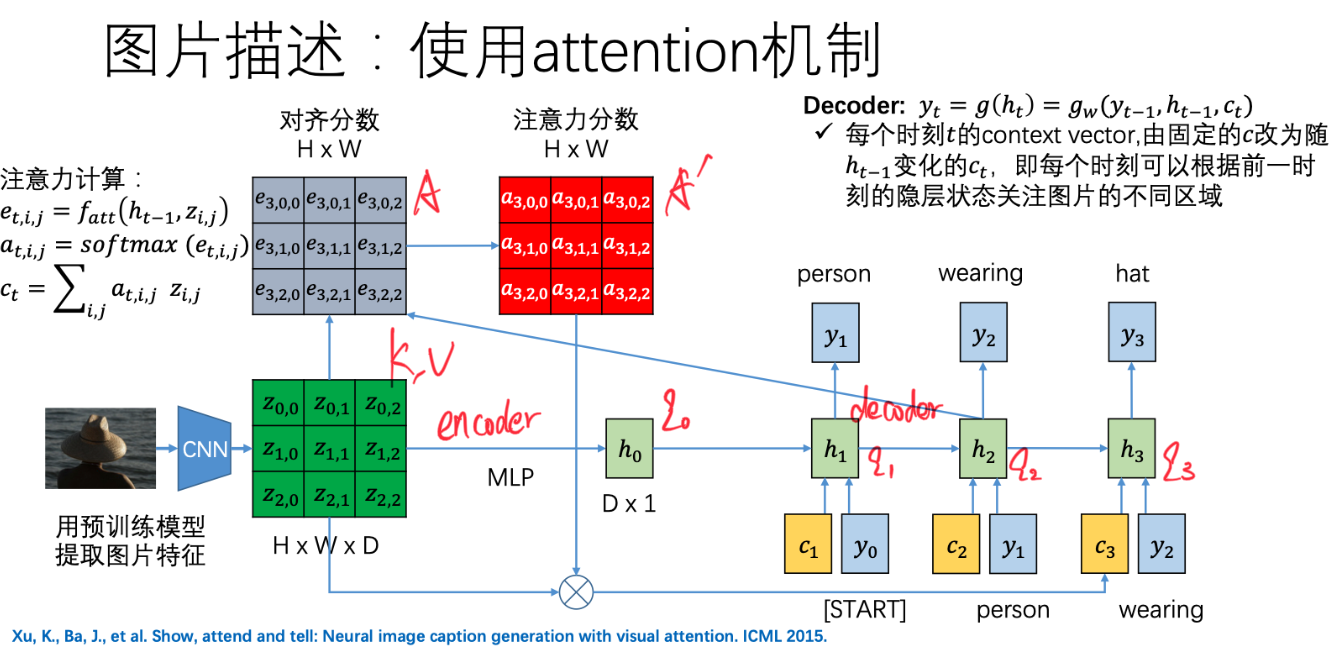 图片描述：使用attention机制
Decoder: y_t = g(h_t) = g_w(y_{t-1}, h_{t-1}, c_t)
✓ 每个时刻t的context vector,由固定的c改为随
h_{t-1}变化的c_t，即每个时刻可以根据前一时
刻的隐层状态关注图片的不同区域
对齐分数
H x W
注意力分数
H x W
注意力计算：
e_{t,i,j} = f_{att}(h_{t-1}, z_{i,j})
a_{t,i,j} = softmax (e_{t,i,j})
c_t = ∑_{i,j} a_{t,i,j} z_{i,j}
e_{3,0,0} e_{3,0,1} e_{3,0,2}
e_{3,1,0} e_{3,1,1} e_{3,1,2}
e_{3,2,0} e_{3,2,1} e_{3,2,2}
A
a_{3,0,0} a_{3,0,1} a_{3,0,2}
a_{3,1,0} a_{3,1,1} a_{3,1,2}
a_{3,2,0} a_{3,2,1} a_{3,2,2}
A'
person
wearing
hat
y_1
y_2
y_3
K,V
CNN
z_{0,0} z_{0,1} z_{0,2}
z_{1,0} z_{1,1} z_{1,2}
z_{2,0} z_{2,1} z_{2,2}
encoder
MLP
q_0
h_0
D x 1
decoder
h_1
q_1
h_2
q_2
h_3
q_3
用预训练模型
提取图片特征
H x W x D
c_1 y_0
c_2 y_1
c_3 y_2
[START]
person
wearing
Xu, K., Ba, J., et al. Show, attend and tell: Neural image caption generation with visual attention. ICML 2015.